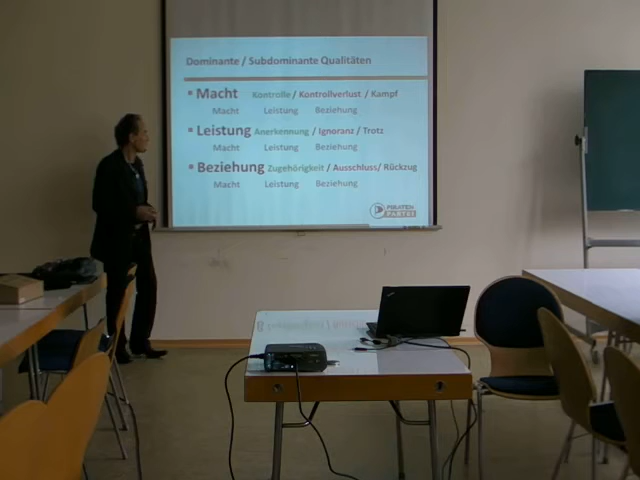 Dominante / Subdominante Qualitäten
▪ Macht Kontrolle / Kontrollverlust / Kampf
Macht Leistung Beziehung
▪ Leistung Anerkennung / Ignoranz / Trotz
Macht Leistung Beziehung
▪ Beziehung Zugehörigkeit / Ausschluss/ Rückzug
Macht Leistung Beziehung
PIRATEN
PARTEI